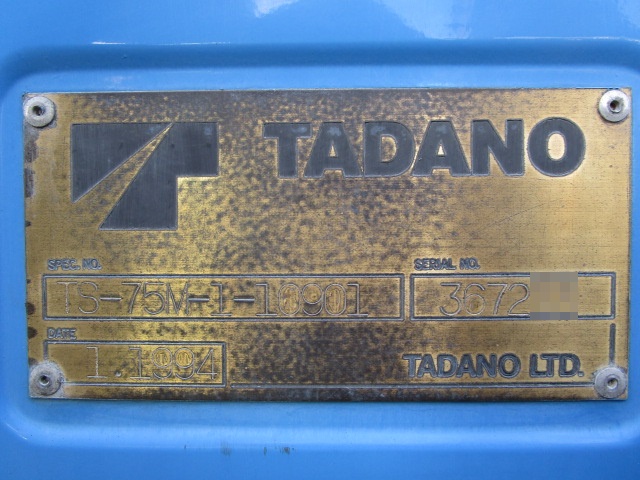 TADANO
SPEC. NO. SERIAL NO.
TS-75M-1-10901 3672
DATE
1.1994 TADANO LTD.